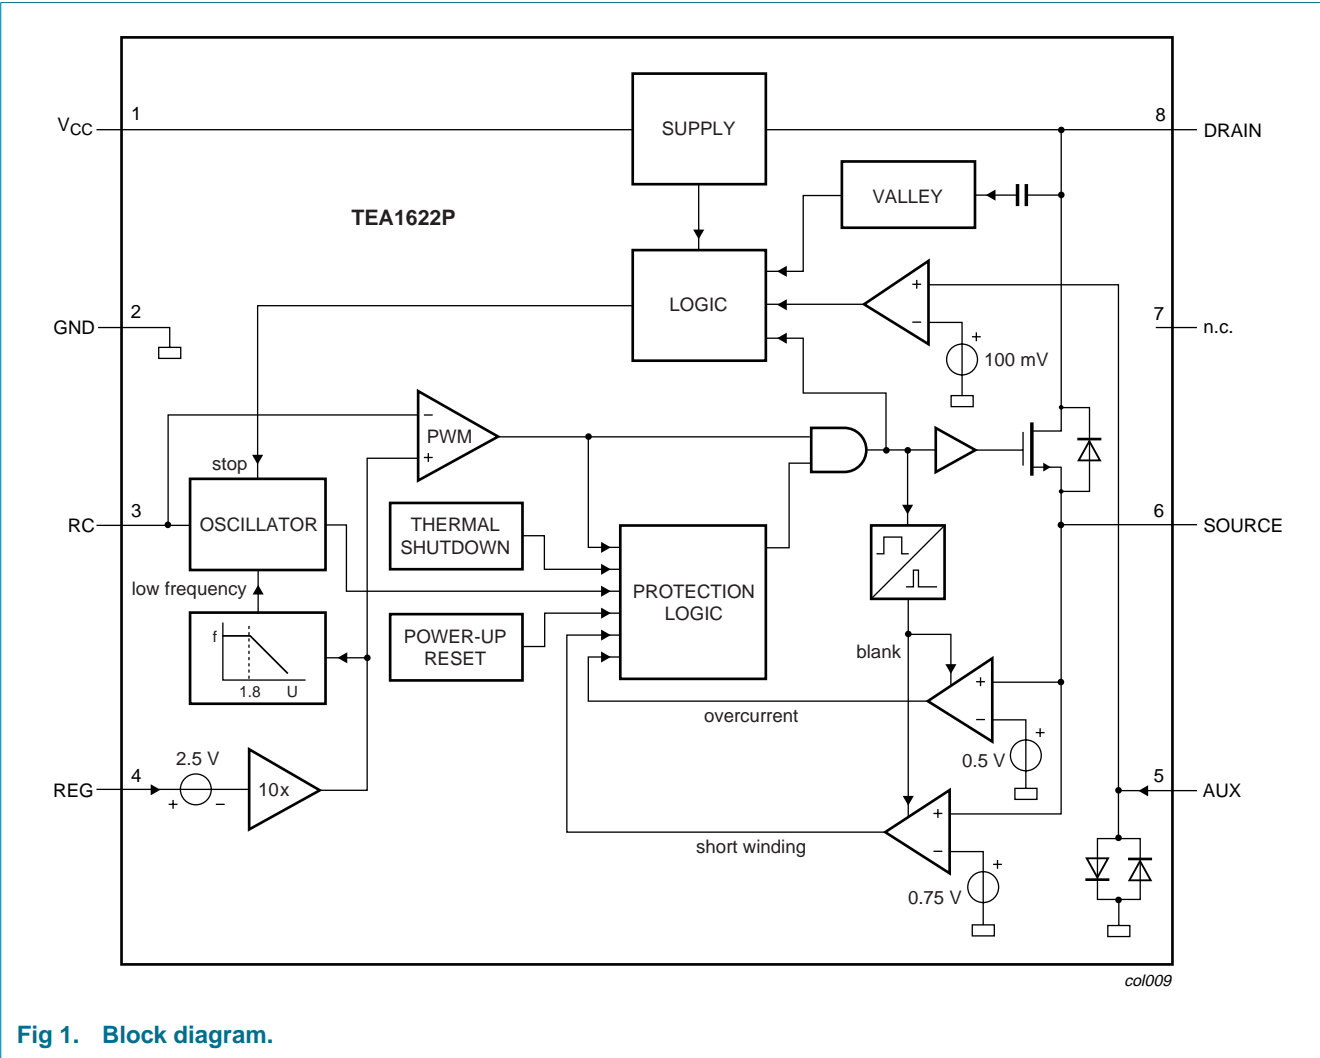 1
VCC
SUPPLY
8
DRAIN
VALLEY
TEA1622P
LOGIC
+
−
+
100 mV
2
GND
7
n.c.
−
PWM
+
stop
3
RC
OSCILLATOR
THERMAL
SHUTDOWN
6
SOURCE
low frequency
PROTECTION
LOGIC
f
1.8
U
POWER-UP
RESET
blank
+
−
+
overcurrent
0.5 V
2.5 V
4
REG
+
−
10x
5
AUX
+
−
+
short winding
0.75 V
col009
Fig 1. Block diagram.